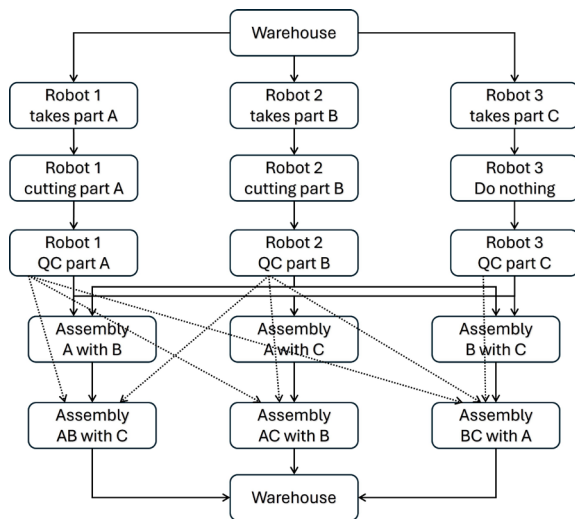 Warehouse
Robot 1
takes part A
Robot 2
takes part B
Robot 3
takes part C
Robot 1
cutting part A
Robot 2
cutting part B
Robot 3
Do nothing
Robot 1
QC part A
Robot 2
QC part B
Robot 3
QC part C
Assembly
A with B
Assembly
A with C
Assembly
B with C
Assembly
AB with C
Assembly
AC with B
Assembly
BC with A
Warehouse